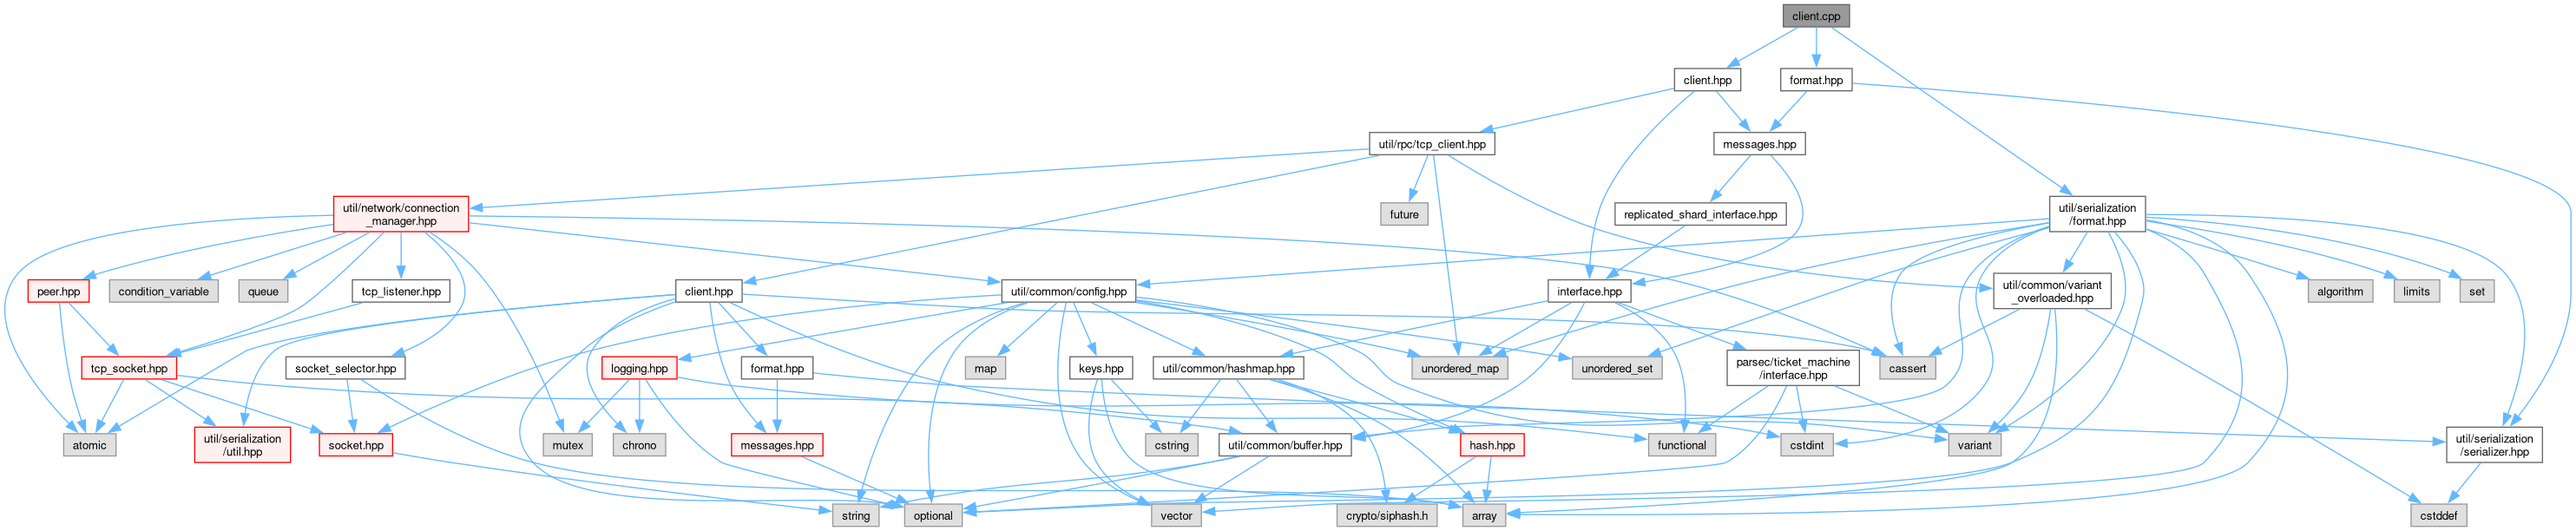 client.cpp
client.hpp
format.hpp
util/rpc/tcp_client.hpp
messages.hpp
util/network/connection
_manager.hpp
future
replicated_shard_interface.hpp
util/serialization
/format.hpp
peer.hpp
condition_variable
queue
tcp_listener.hpp
client.hpp
util/common/config.hpp
interface.hpp
util/common/variant
_overloaded.hpp
algorithm
limits
set
tcp_socket.hpp
socket_selector.hpp
logging.hpp
format.hpp
map
keys.hpp
util/common/hashmap.hpp
unordered_map
unordered_set
parsec/ticket_machine
/interface.hpp
cassert
atomic
util/serialization
/util.hpp
socket.hpp
mutex
chrono
messages.hpp
cstring
util/common/buffer.hpp
hash.hpp
functional
cstdint
variant
util/serialization
/serializer.hpp
string
optional
vector
crypto/siphash.h
array
cstddef